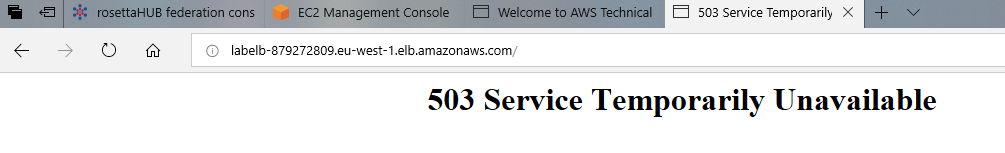 rosettaHUB federation cons
EC2 Management Console
Welcome to AWS Technical
503 Service Temporarily
labelb-879272809.eu-west-1.elb.amazonaws.com/
503 Service Temporarily Unavailable